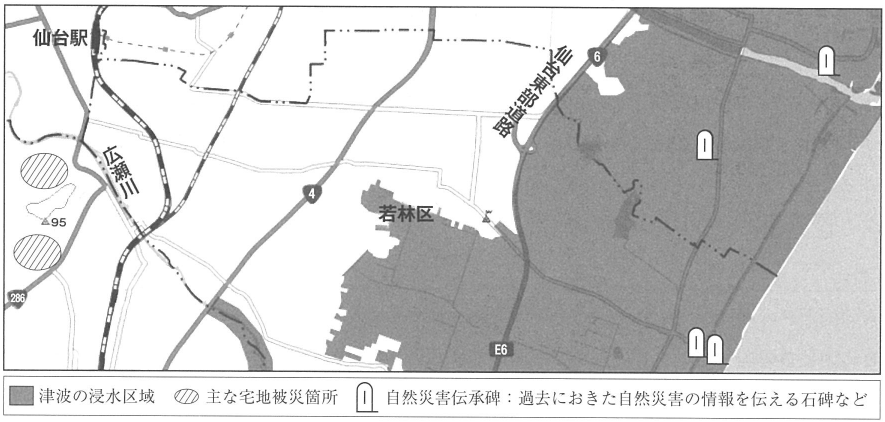 仙台駅
仙台東部道路
6
広瀬川
4
若林区
95
286
E6
津波の浸水区域
主な宅地被災箇所
自然災害伝承碑：過去におきた自然災害の情報を伝える石碑など